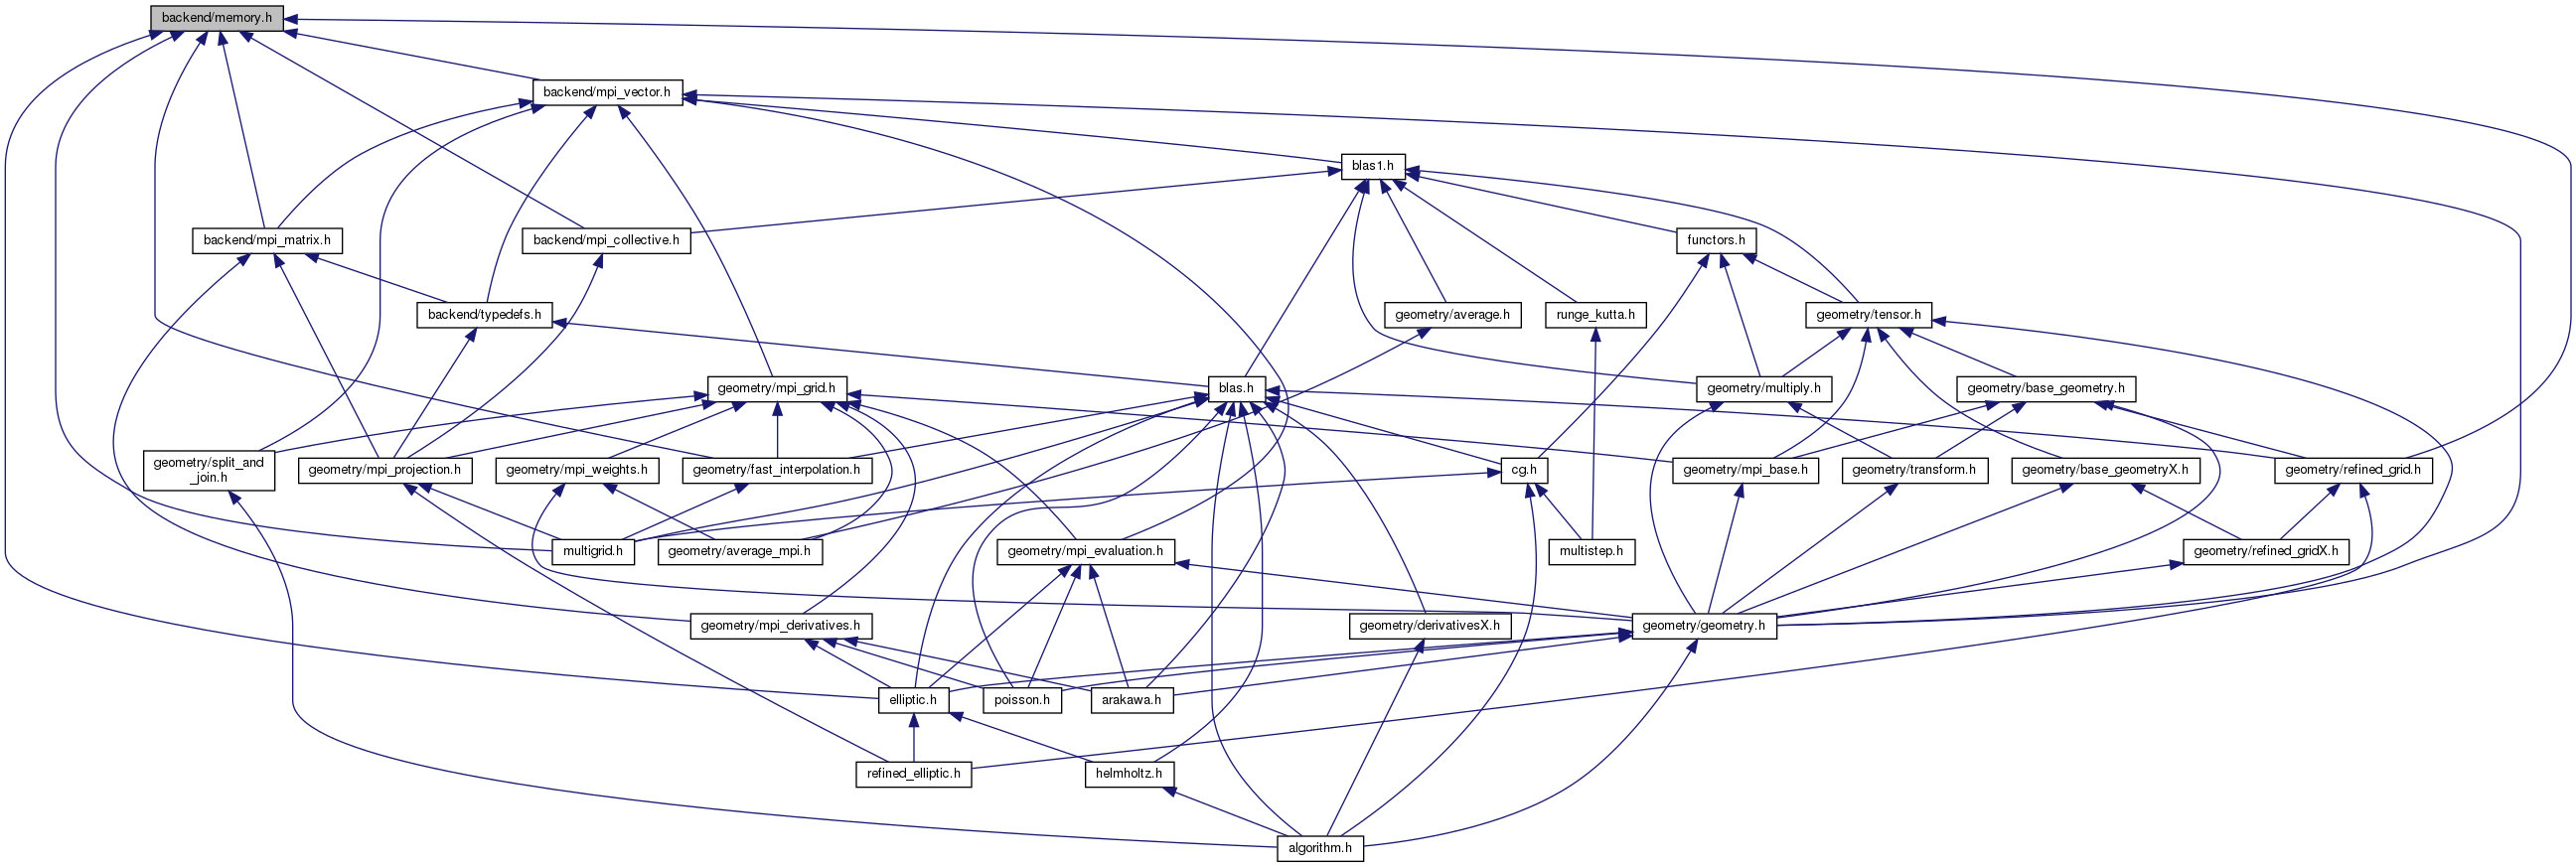 backend/memory.h
backend/mpi_vector.h
blas1.h
backend/mpi_matrix.h
backend/mpi_collective.h
functors.h
backend/typedefs.h
geometry/average.h
runge_kutta.h
geometry/tensor.h
geometry/mpi_grid.h
blas.h
geometry/multiply.h
geometry/base_geometry.h
geometry/split_and
_join.h
geometry/mpi_projection.h
geometry/mpi_weights.h
geometry/fast_interpolation.h
cg.h
geometry/mpi_base.h
geometry/transform.h
geometry/base_geometryX.h
geometry/refined_grid.h
multigrid.h
geometry/average_mpi.h
geometry/mpi_evaluation.h
multistep.h
geometry/refined_gridX.h
geometry/mpi_derivatives.h
geometry/derivativesX.h
geometry/geometry.h
elliptic.h
poisson.h
arakawa.h
refined_elliptic.h
helmholtz.h
algorithm.h